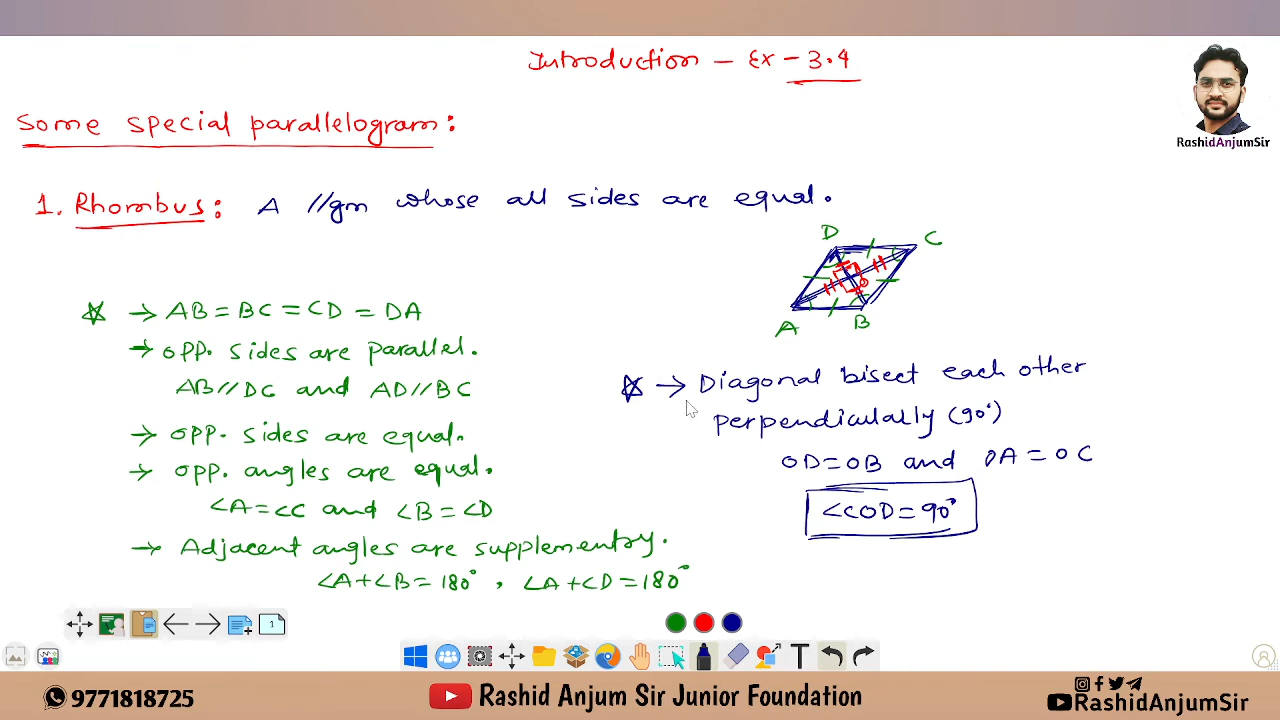 Introduction – Ex – 3.4
RashidAnjumSir
Some special parallelogram:
1. Rhombus: A //gm whose all sides are equal.
D
C
A
B
O
☆ → AB = BC = CD = DA
→ opp. sides are parallel.
AB // DC and AD // BC
→ opp. sides are equal.
→ opp. angles are equal.
∠A = ∠C and ∠B = ∠D
→ Adjacent angles are supplementry.
∠A + ∠B = 180°, ∠A + ∠D = 180°
☆ → Diagonal bisect each other
perpendiculally (90°)
OD = OB and OA = OC
∠COD = 90°
1
T
9771818725
Rashid Anjum Sir Junior Foundation
RashidAnjumSir